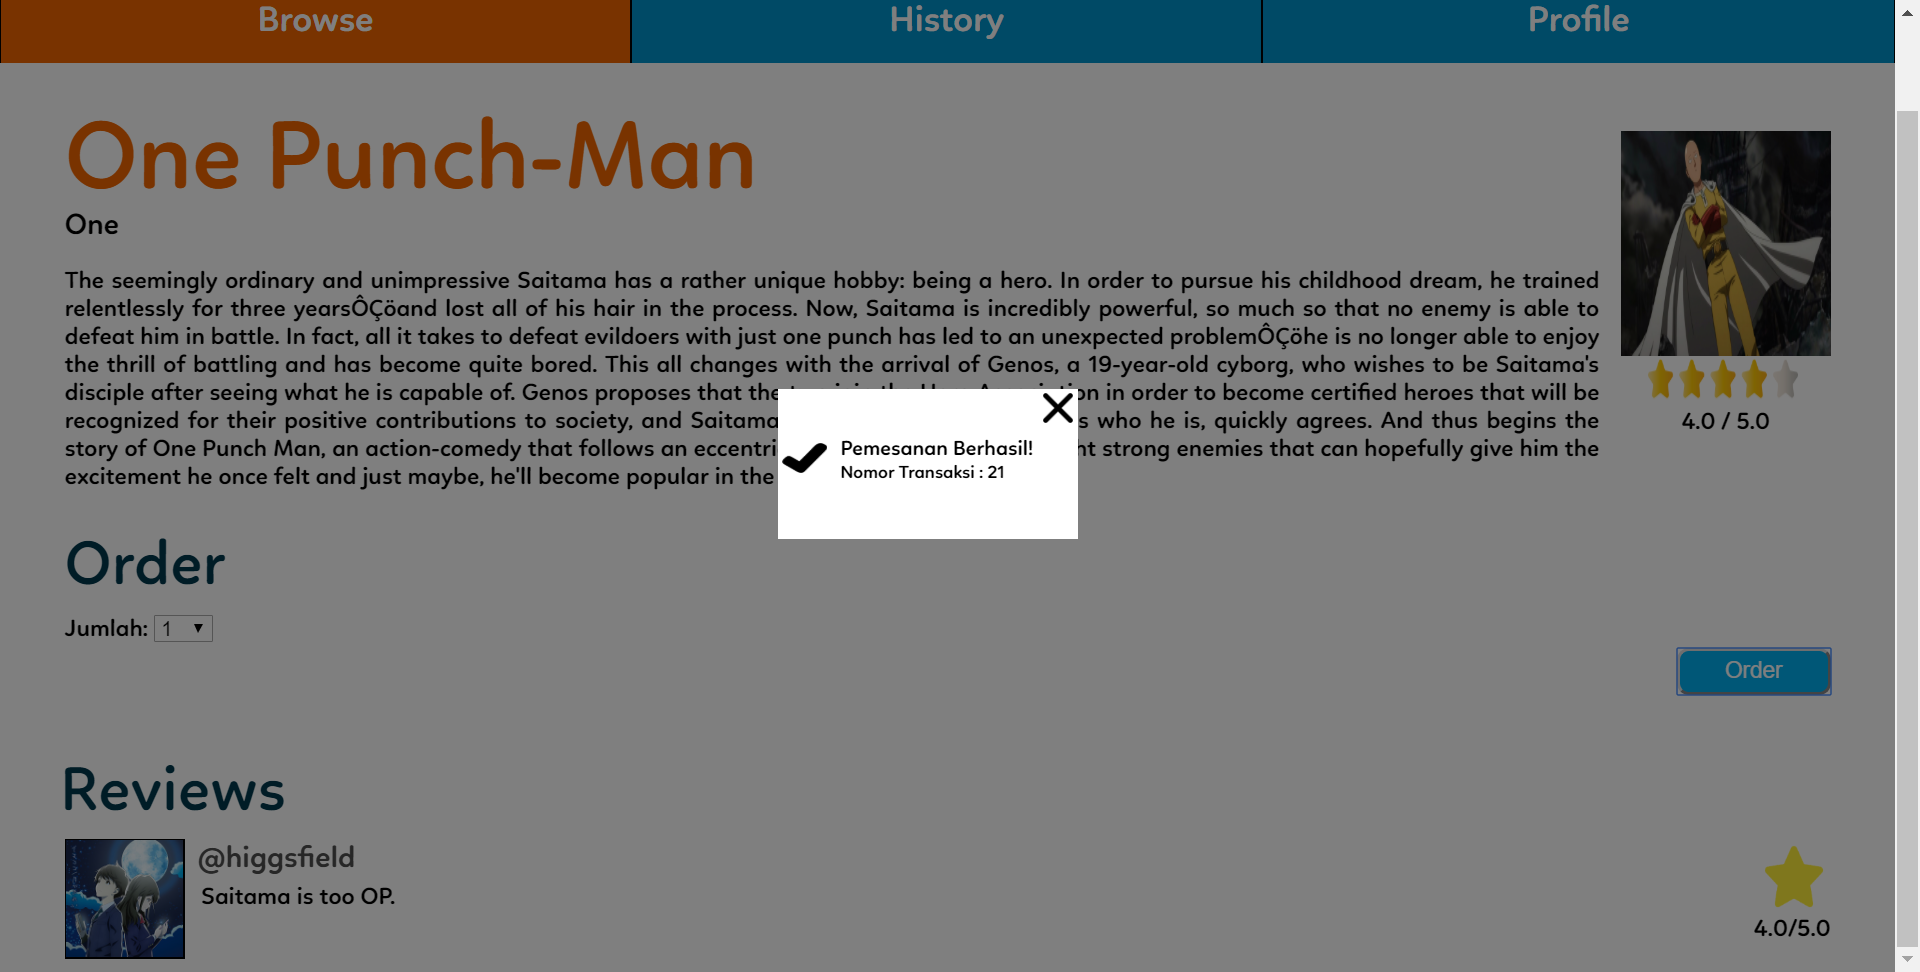 Browse
History
Profile
One Punch-Man
One
The seemingly ordinary and unimpressive Saitama has a rather unique hobby: being a hero. In order to pursue his childhood dream, he trained
relentlessly for three yearsÔÇöand lost all of his hair in the process. Now, Saitama is incredibly powerful, so much so that no enemy is able to
defeat him in battle. In fact, all it takes to defeat evildoers with just one punch has led to an unexpected problemÔÇöhe is no longer able to enjoy
the thrill of battling and has become quite bored. This all changes with the arrival of Genos, a 19-year-old cyborg, who wishes to be Saitama's
disciple after seeing what he is capable of. Genos proposes that the in order to become certified heroes that will be
recognized for their positive contributions to society, and Saitama who he is, quickly agrees. And thus begins the
story of One Punch Man, an action-comedy that follows an strong enemies that can hopefully give him the
excitement he once felt and just maybe, he'll become popular in the
4.0 / 5.0
Pemesanan Berhasil!
Nomor Transaksi : 21
Order
Jumlah: 1
Order
Reviews
@higgsfield
Saitama is too OP.
4.0/5.0